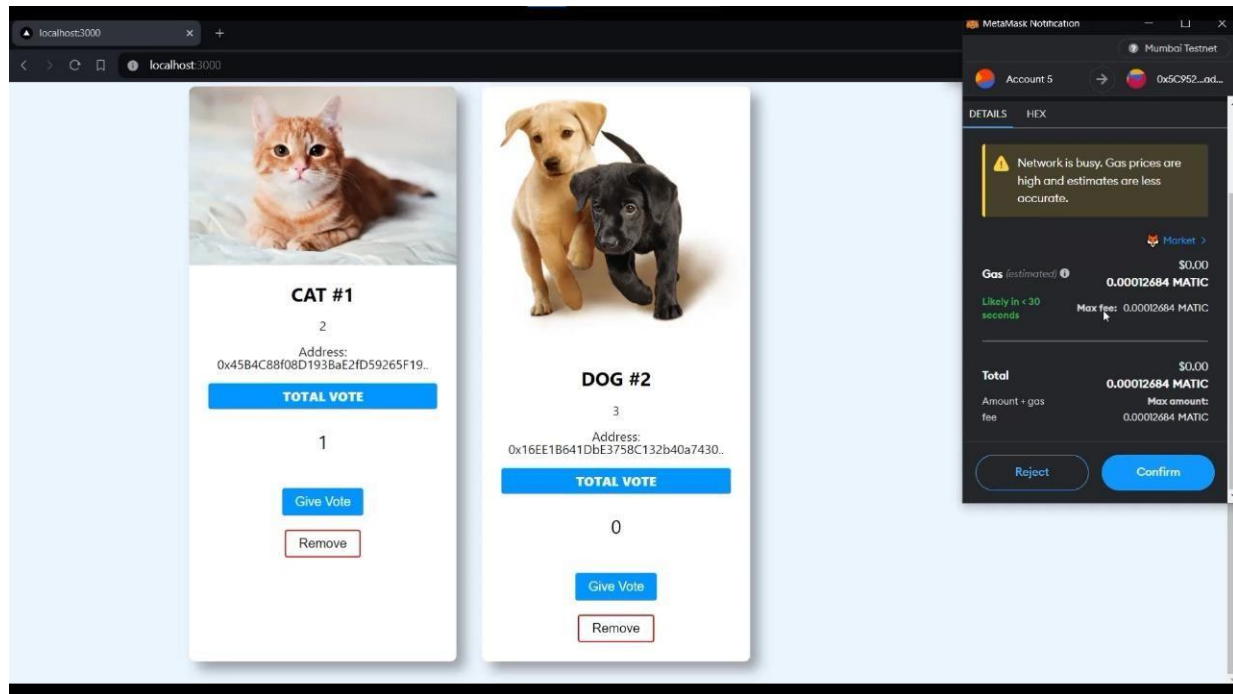 localhost:3000
localhost:3000
CAT #1
2
Address:
0x45B4C88f08D193BaE2fD59265F19..
TOTAL VOTE
1
Give Vote
Remove
DOG #2
3
Address:
0x16EE1B641DbE3758C132b40a7430..
TOTAL VOTE
0
Give Vote
Remove
MetaMask Notification
Mumbai Testnet
Account 5
0x5C952...ad...
DETAILS HEX
Network is busy. Gas prices are
high and estimates are less
accurate.
Market >
$0.00
Gas (estimated)
0.00012684 MATIC
Likely in < 30
seconds
Max fee: 0.00012684 MATIC
$0.00
Total
0.00012684 MATIC
Amount + gas
fee
Max amount:
0.00012684 MATIC
Reject
Confirm